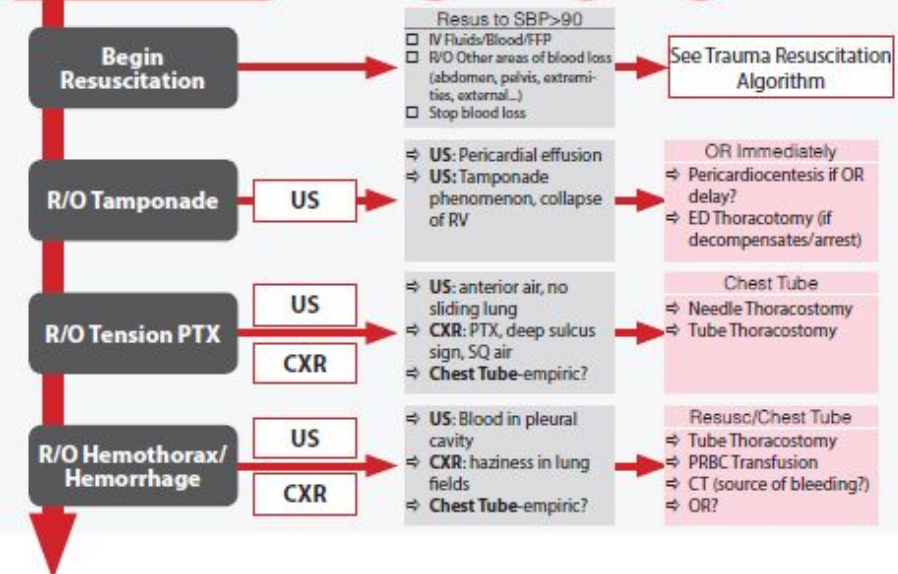 Begin
Resuscitation
Resus to SBP>90
☐ IV Fluids/Blood/FFP
☐ R/O Other areas of blood loss
(abdomen, pelvis, extremi-
ties, external...)
☐ Stop blood loss
See Trauma Resuscitation
Algorithm
R/O Tamponade
US
⇨ US: Pericardial effusion
⇨ US: Tamponade
phenomenon, collapse
of RV
OR Immediately
⇨ Pericardiocentesis if OR
delay?
⇨ ED Thoracotomy (if
decompensates/arrest)
R/O Tension PTX
US
CXR
⇨ US: anterior air, no
sliding lung
⇨ CXR: PTX, deep sulcus
sign, SQ air
⇨ Chest Tube-empiric?
Chest Tube
⇨ Needle Thoracostomy
⇨ Tube Thoracostomy
R/O Hemothorax/
Hemorrhage
US
CXR
⇨ US: Blood in pleural
cavity
⇨ CXR: haziness in lung
fields
⇨ Chest Tube-empiric?
Resusc/Chest Tube
⇨ Tube Thoracostomy
⇨ PRBC Transfusion
⇨ CT (source of bleeding?)
⇨ OR?